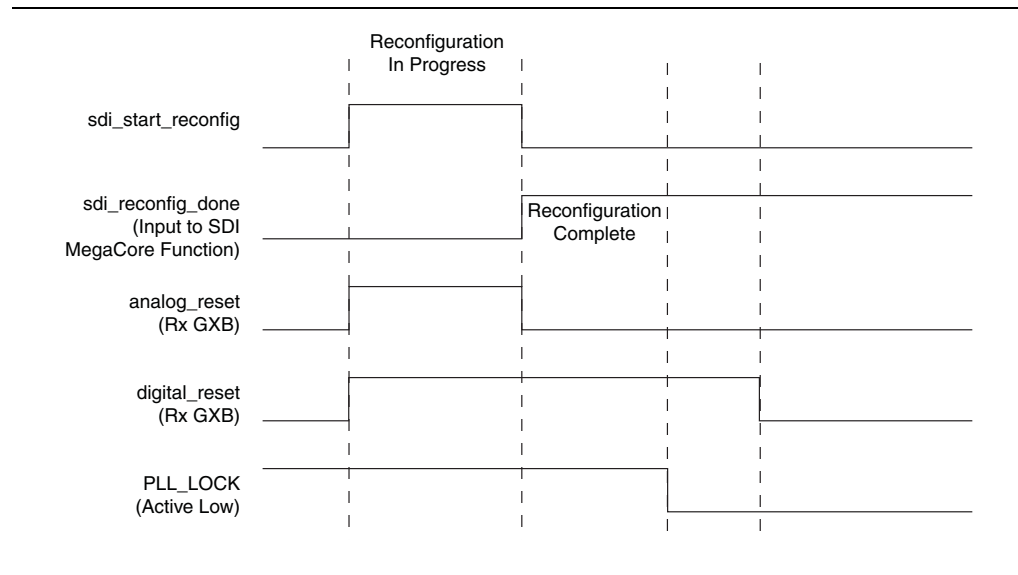 Reconfiguration
In Progress
sdi_start_reconfig
sdi_reconfig_done
(Input to SDI
MegaCore Function)
Reconfiguration
Complete
analog_reset
(Rx GXB)
digital_reset
(Rx GXB)
PLL_LOCK
(Active Low)